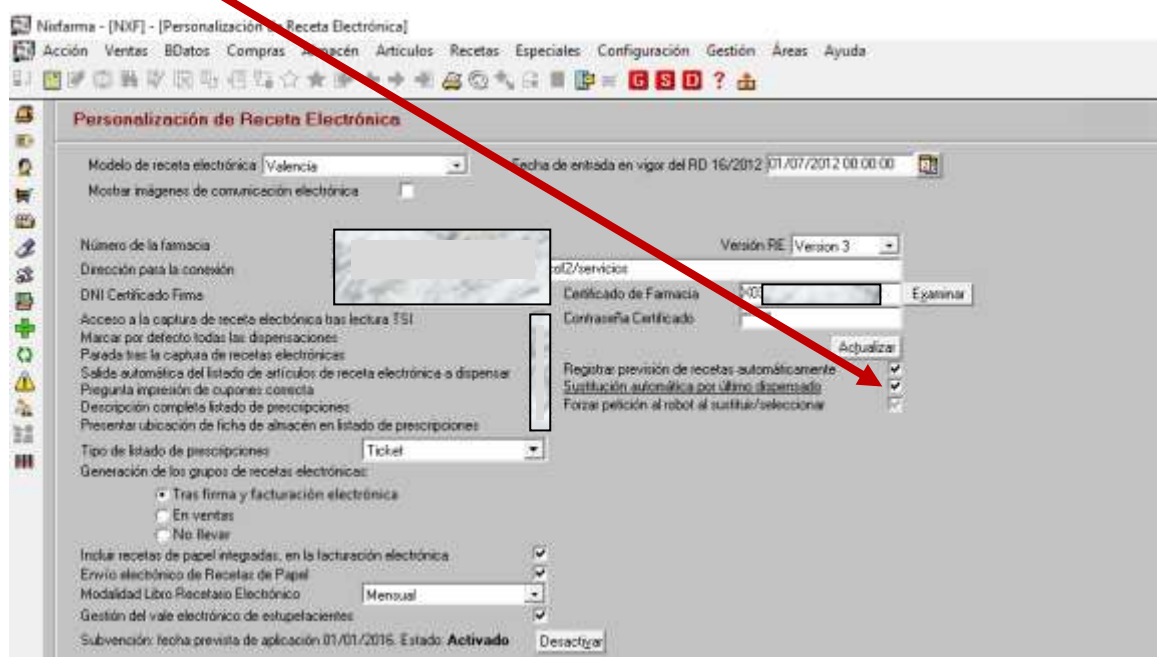 Nixfarma - [NXF] - [Personalización de Receta Electrónica]
Acción Ventas BDatos Compras Almacén Artículos Recetas Especiales Configuración Gestión Áreas Ayuda
G S D ?
Personalización de Receta Electrónica
Modelo de receta electrónica Valencia Fecha de entrada en vigor del RD 16/2012 01/07/2012 00:00:00
Mostrar imágenes de comunicación electrónica
Número de la farmacia Versión RE Version 3
Dirección para la conexión col2/servicios
DNI Certificado Firma Certificado de Farmacia Examinar
Acceso a la captura de receta electrónica tras lectura TSI Contraseña Certificado
Marcar por defecto todas las dispensaciones
Parada tras la captura de recetas electrónicas Actualizar
Salida automática del listado de artículos de receta electrónica a dispensar Registrar previsión de recetas automáticamente
Pregunta impresión de cupones correcta Sustitución automática por último dispensado
Descripción completa listado de prescripciones Forzar petición al robot al sustituir/seleccionar
Presentar ubicación de ficha de almacén en listado de prescripciones
Tipo de listado de prescripciones Ticket
Generación de los grupos de recetas electrónicas:
Tras firma y facturación electrónica
En ventas
No llevar
Incluir recetas de papel integradas, en la facturación electrónica
Envío electrónico de Recetas de Papel
Modalidad Libro Recetario Electrónico Mensual
Gestión del vale electrónico de estupefacientes
Subvención: fecha prevista de aplicación 01/01/2016. Estado: Activado Desactivar